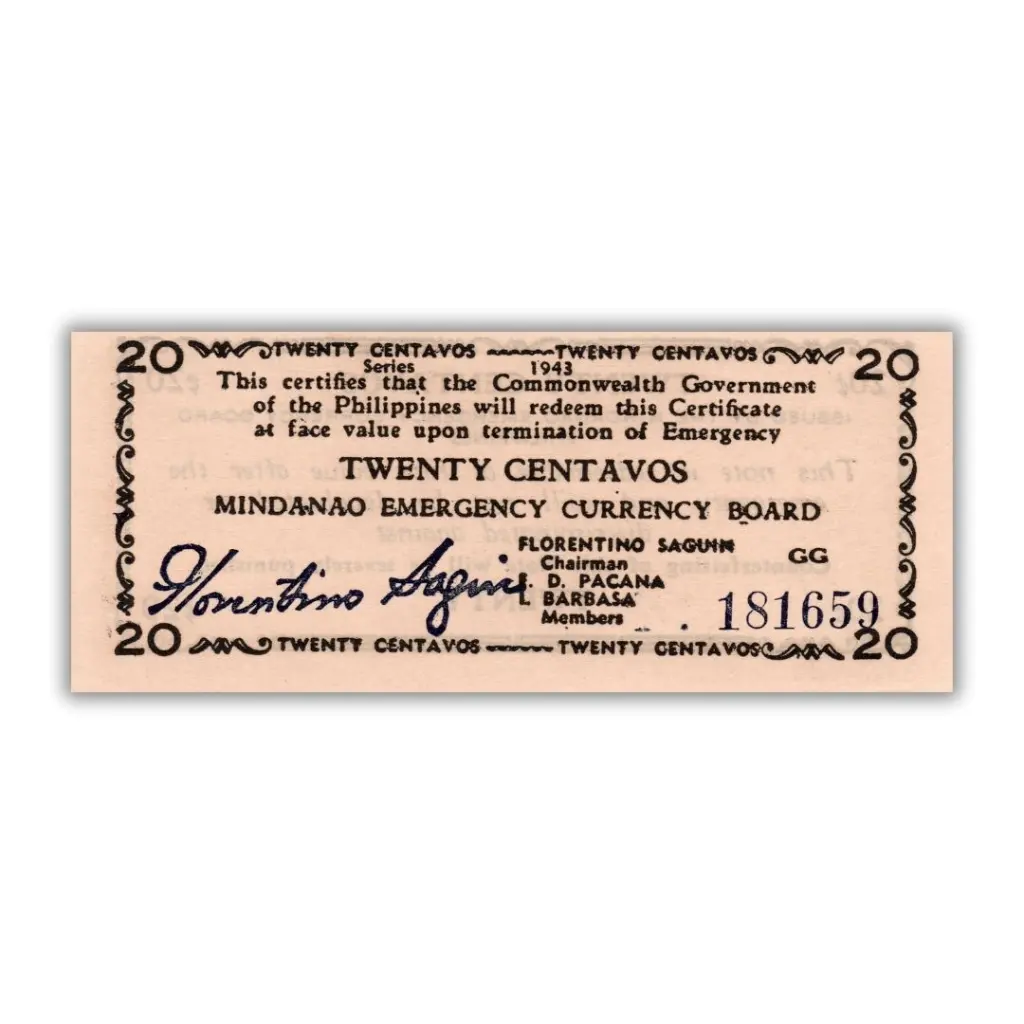 20 TWENTY CENTAVOS TWENTY CENTAVOS 20
Series 1943
This certifies that the Commonwealth Government
of the Philippines will redeem this Certificate
at face value upon termination of Emergency
TWENTY CENTAVOS
MINDANAO EMERGENCY CURRENCY BOARD
FLORENTINO SAGUIN
GG
Chairman
Florentino Saguin
F. D. PACANA
L. BARBASA
Members
181659
20 TWENTY CENTAVOS TWENTY CENTAVOS 20